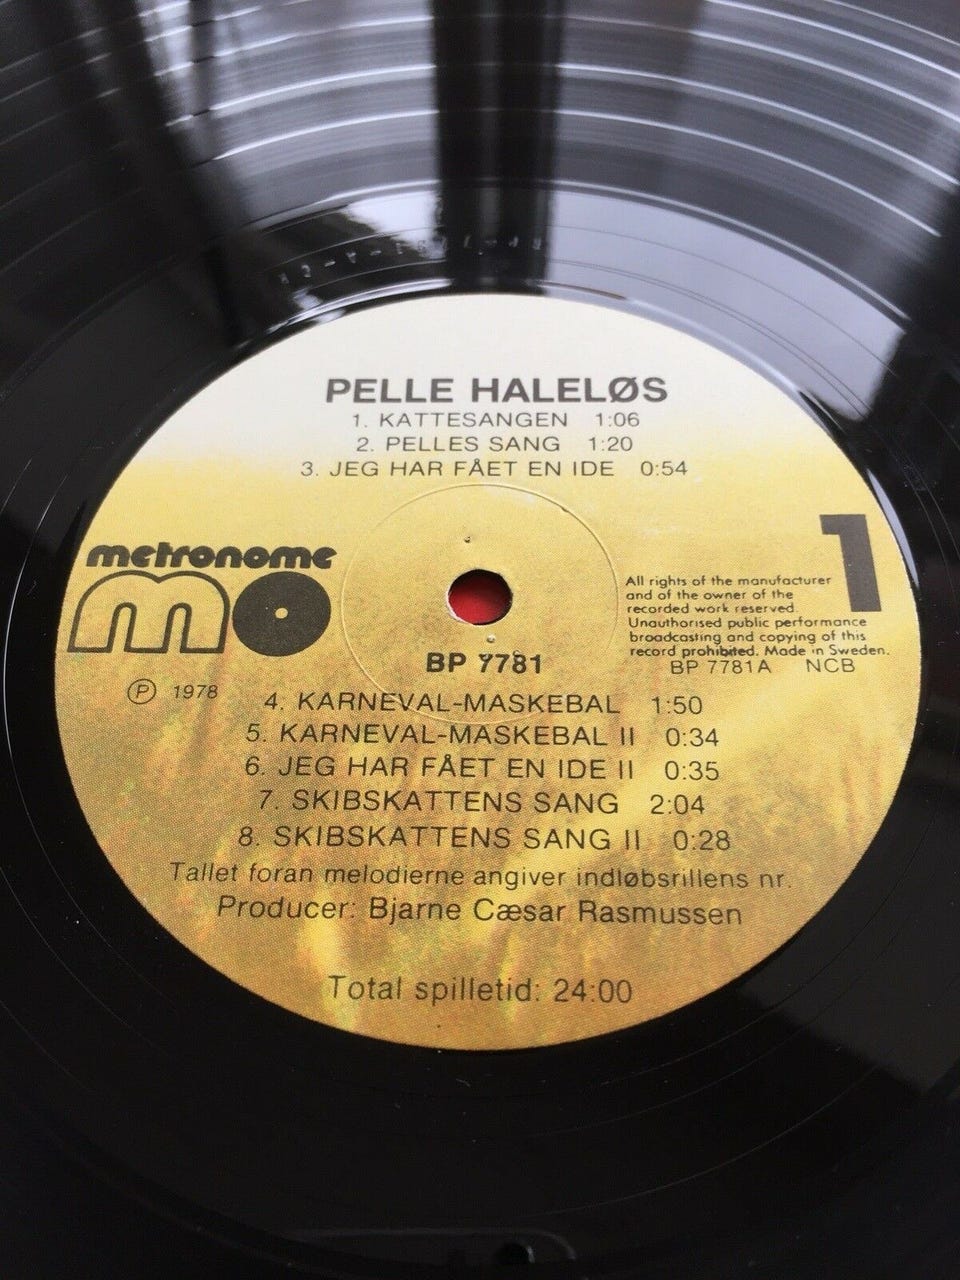 PELLE HALELØS
1. KATTESANGEN 1:06
2. PELLES SANG 1:20
3. JEG HAR FÅET EN IDE 0:54
metronome
mo
1
All rights of the manufacturer
and of the owner of the
recorded work reserved.
Unauthorised public performance
broadcasting and copying of this
record prohibited. Made in Sweden.
BP 7781
BP 7781A NCB
Ⓟ 1978
4. KARNEVAL-MASKEBAL 1:50
5. KARNEVAL-MASKEBAL II 0:34
6. JEG HAR FÅET EN IDE II 0:35
7. SKIBSKATTENS SANG 2:04
8. SKIBSKATTENS SANG II 0:28
Tallet foran melodierne angiver indløbsrillens nr.
Producer: Bjarne Cæsar Rasmussen
Total spilletid: 24:00